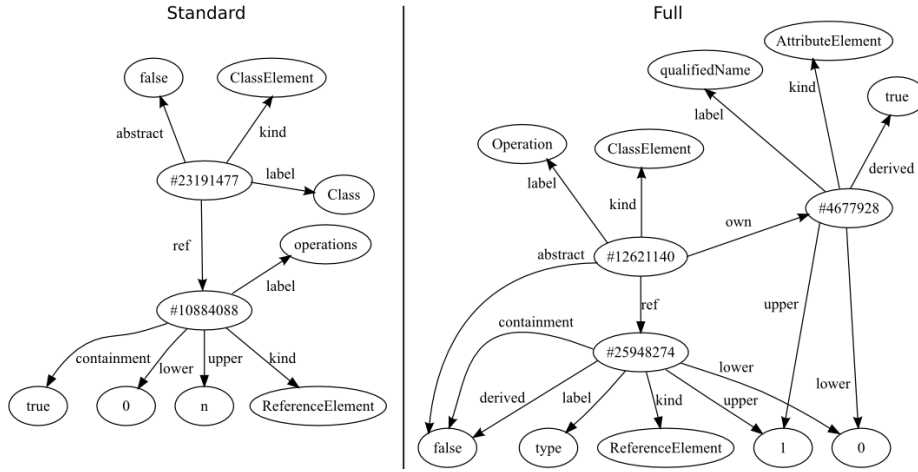 Standard
false
ClassElement
abstract
kind
#23191477
label
Class
ref
operations
label
#10884088
containment
lower
upper
kind
true
0
n
ReferenceElement
Full
AttributeElement
qualifiedName
kind
true
label
Operation
ClassElement
derived
label
kind
#4677928
own
abstract
#12621140
ref
containment
upper
#25948274
lower
derived
label
kind
upper
lower
false
type
ReferenceElement
1
0